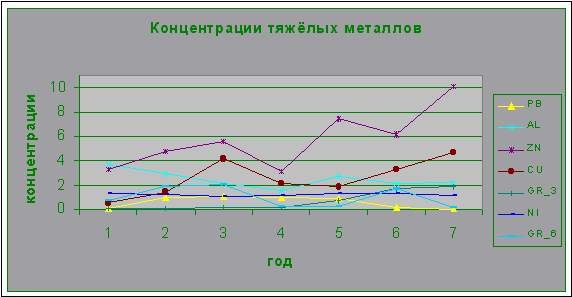 Концентрации тяжёлых металлов
концентрации
10
8
6
4
2
0
1 2 3 4 5 6 7
год
PB
AL
ZN
CU
GR_3
NI
GR_6